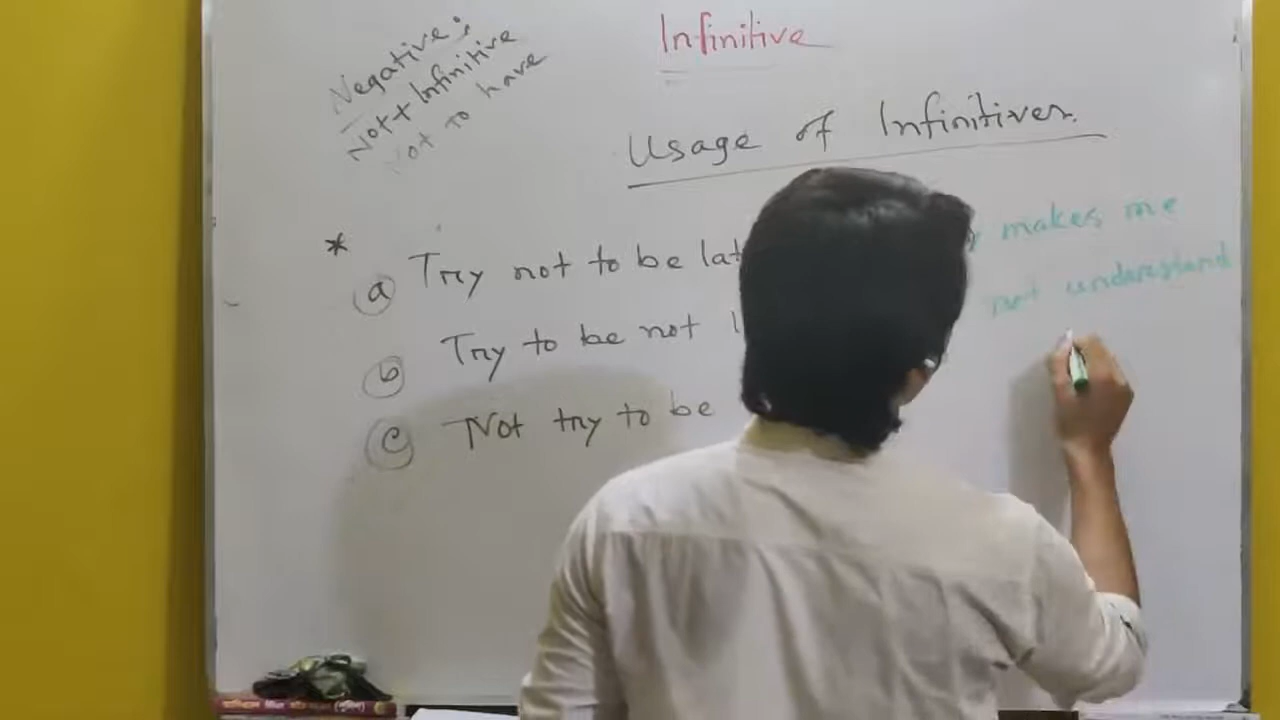 Infinitive
Negative:
Not + Infinitive
Not to have
Usage of Infinitives.
*
a Try not to be lat
b Try to be not l
c Not try to be
makes me
not understand